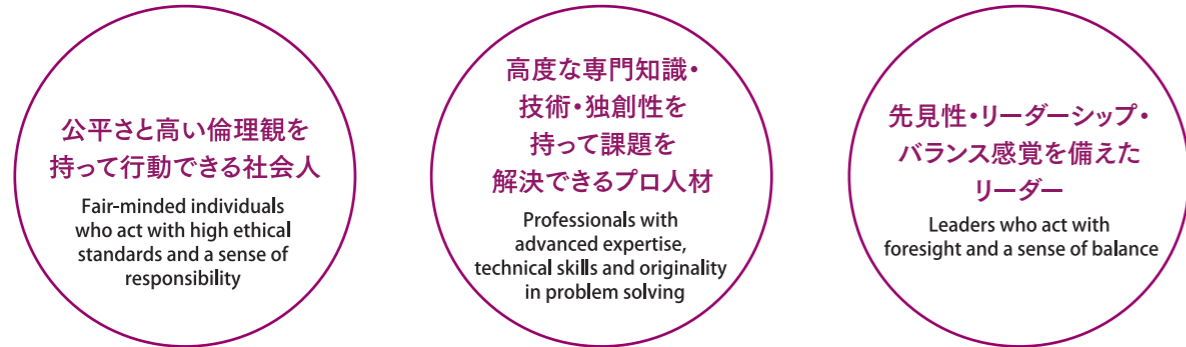 公平さと高い倫理観を
持って行動できる社会人
Fair-minded individuals
who act with high ethical
standards and a sense of
responsibility
高度な専門知識・
技術・独創性を
持って課題を
解決できるプロ人材
Professionals with
advanced expertise,
technical skills and originality
in problem solving
先見性・リーダーシップ・
バランス感覚を備えた
リーダー
Leaders who act with
foresight and a sense of balance